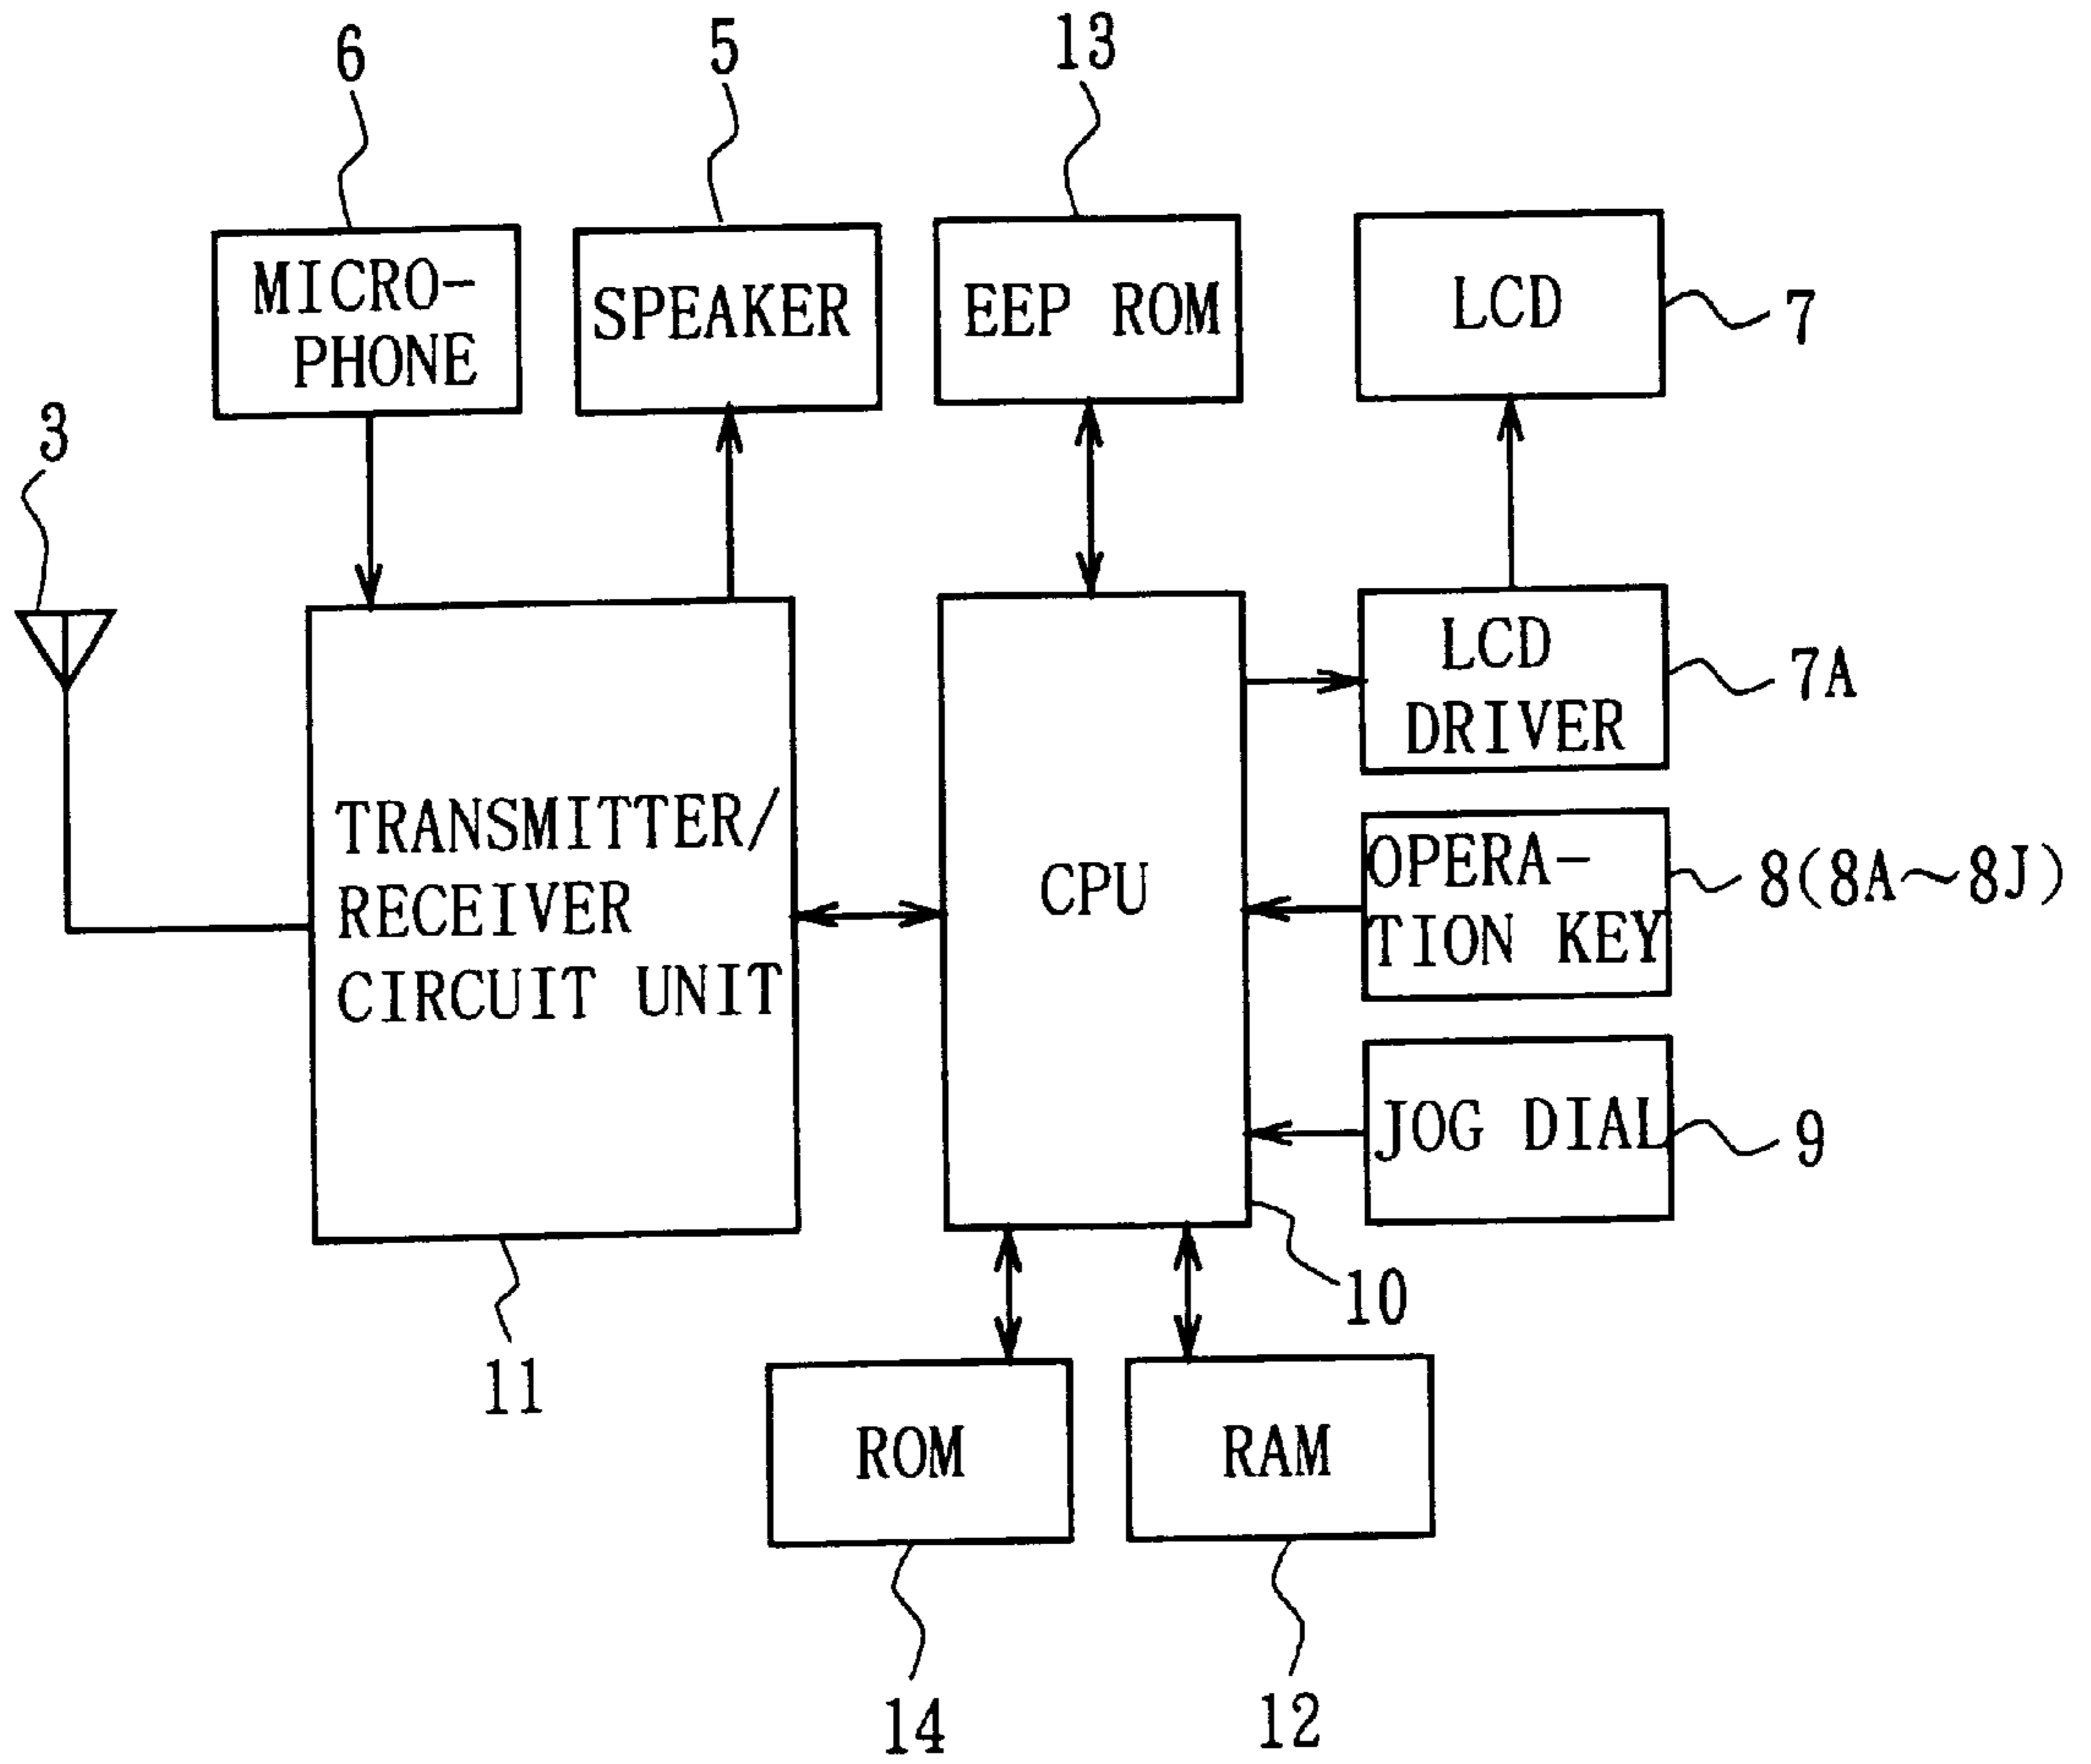 6
5
13
MICRO-
PHONE
SPEAKER
EEP ROM
LCD
7
3
LCD
DRIVER
7A
TRANSMITTER/
RECEIVER
CIRCUIT UNIT
CPU
OPERA-
TION KEY
8(8A～8J)
JOG DIAL
9
10
11
ROM
RAM
14
12